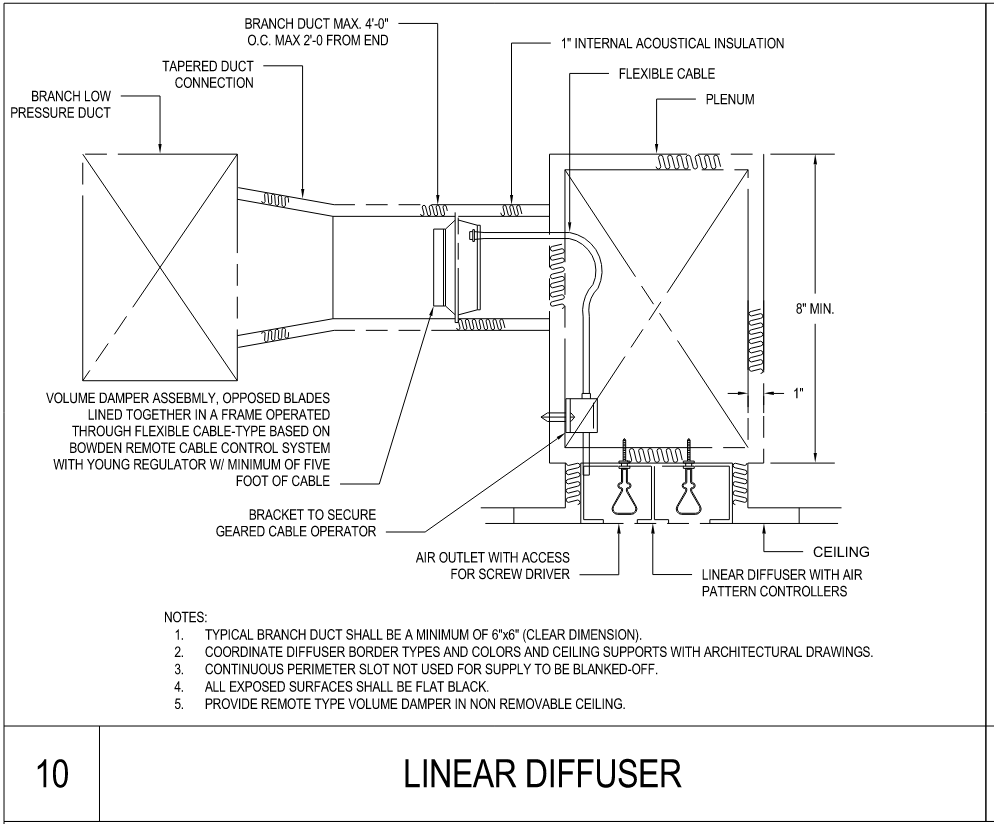 BRANCH DUCT MAX. 4'-0"
O.C. MAX 2'-0 FROM END
1" INTERNAL ACOUSTICAL INSULATION
TAPERED DUCT
CONNECTION
FLEXIBLE CABLE
BRANCH LOW
PRESSURE DUCT
PLENUM
8" MIN.
1"
VOLUME DAMPER ASSEBMLY, OPPOSED BLADES
LINED TOGETHER IN A FRAME OPERATED
THROUGH FLEXIBLE CABLE-TYPE BASED ON
BOWDEN REMOTE CABLE CONTROL SYSTEM
WITH YOUNG REGULATOR W/ MINIMUM OF FIVE
FOOT OF CABLE
BRACKET TO SECURE
GEARED CABLE OPERATOR
AIR OUTLET WITH ACCESS
FOR SCREW DRIVER
CEILING
LINEAR DIFFUSER WITH AIR
PATTERN CONTROLLERS
NOTES:
1. TYPICAL BRANCH DUCT SHALL BE A MINIMUM OF 6"x6" (CLEAR DIMENSION).
2. COORDINATE DIFFUSER BORDER TYPES AND COLORS AND CEILING SUPPORTS WITH ARCHITECTURAL DRAWINGS.
3. CONTINUOUS PERIMETER SLOT NOT USED FOR SUPPLY TO BE BLANKED-OFF.
4. ALL EXPOSED SURFACES SHALL BE FLAT BLACK.
5. PROVIDE REMOTE TYPE VOLUME DAMPER IN NON REMOVABLE CEILING.
10
LINEAR DIFFUSER